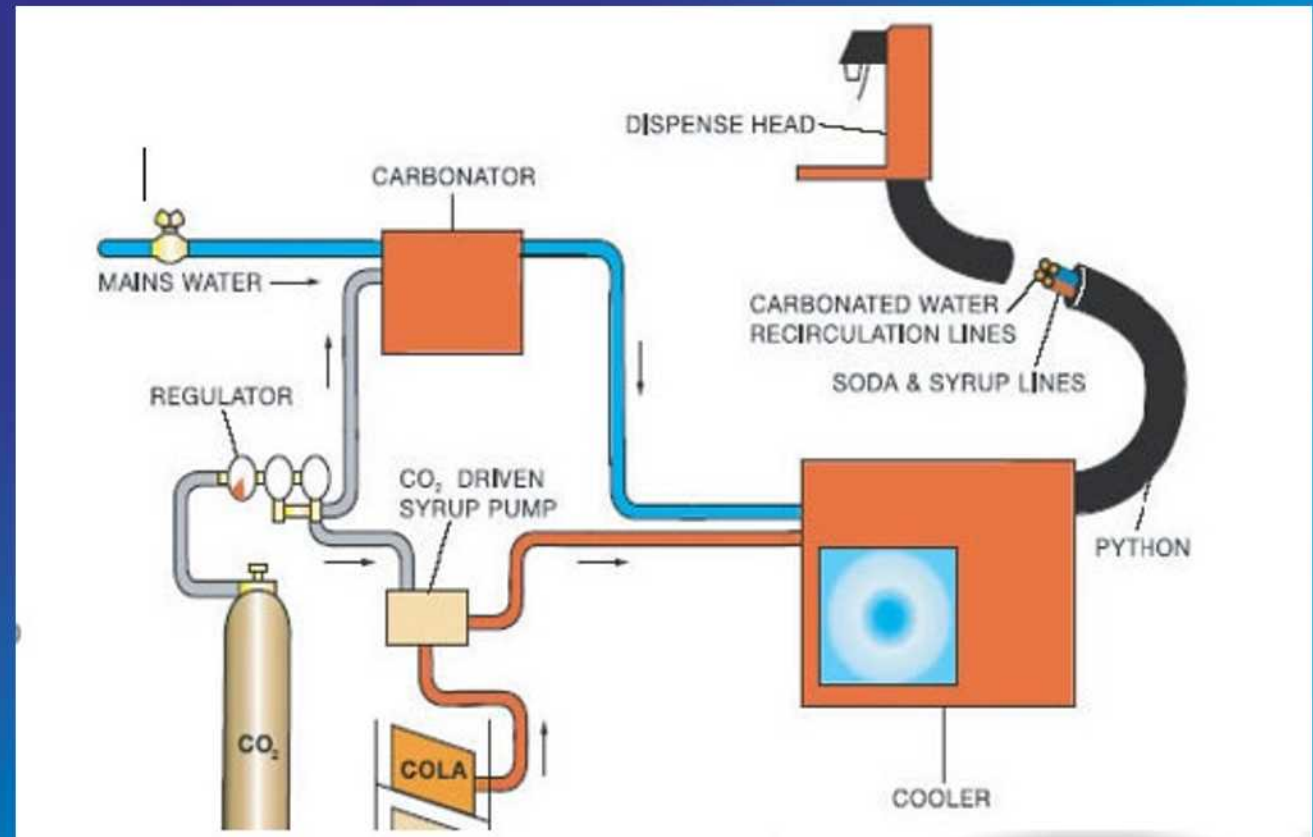 DISPENSE HEAD
CARBONATOR
MAINS WATER
CARBONATED WATER
RECIRCULATION LINES
SODA & SYRUP LINES
REGULATOR
CO₂ DRIVEN
SYRUP PUMP
PYTHON
CO₂
COLA
COOLER